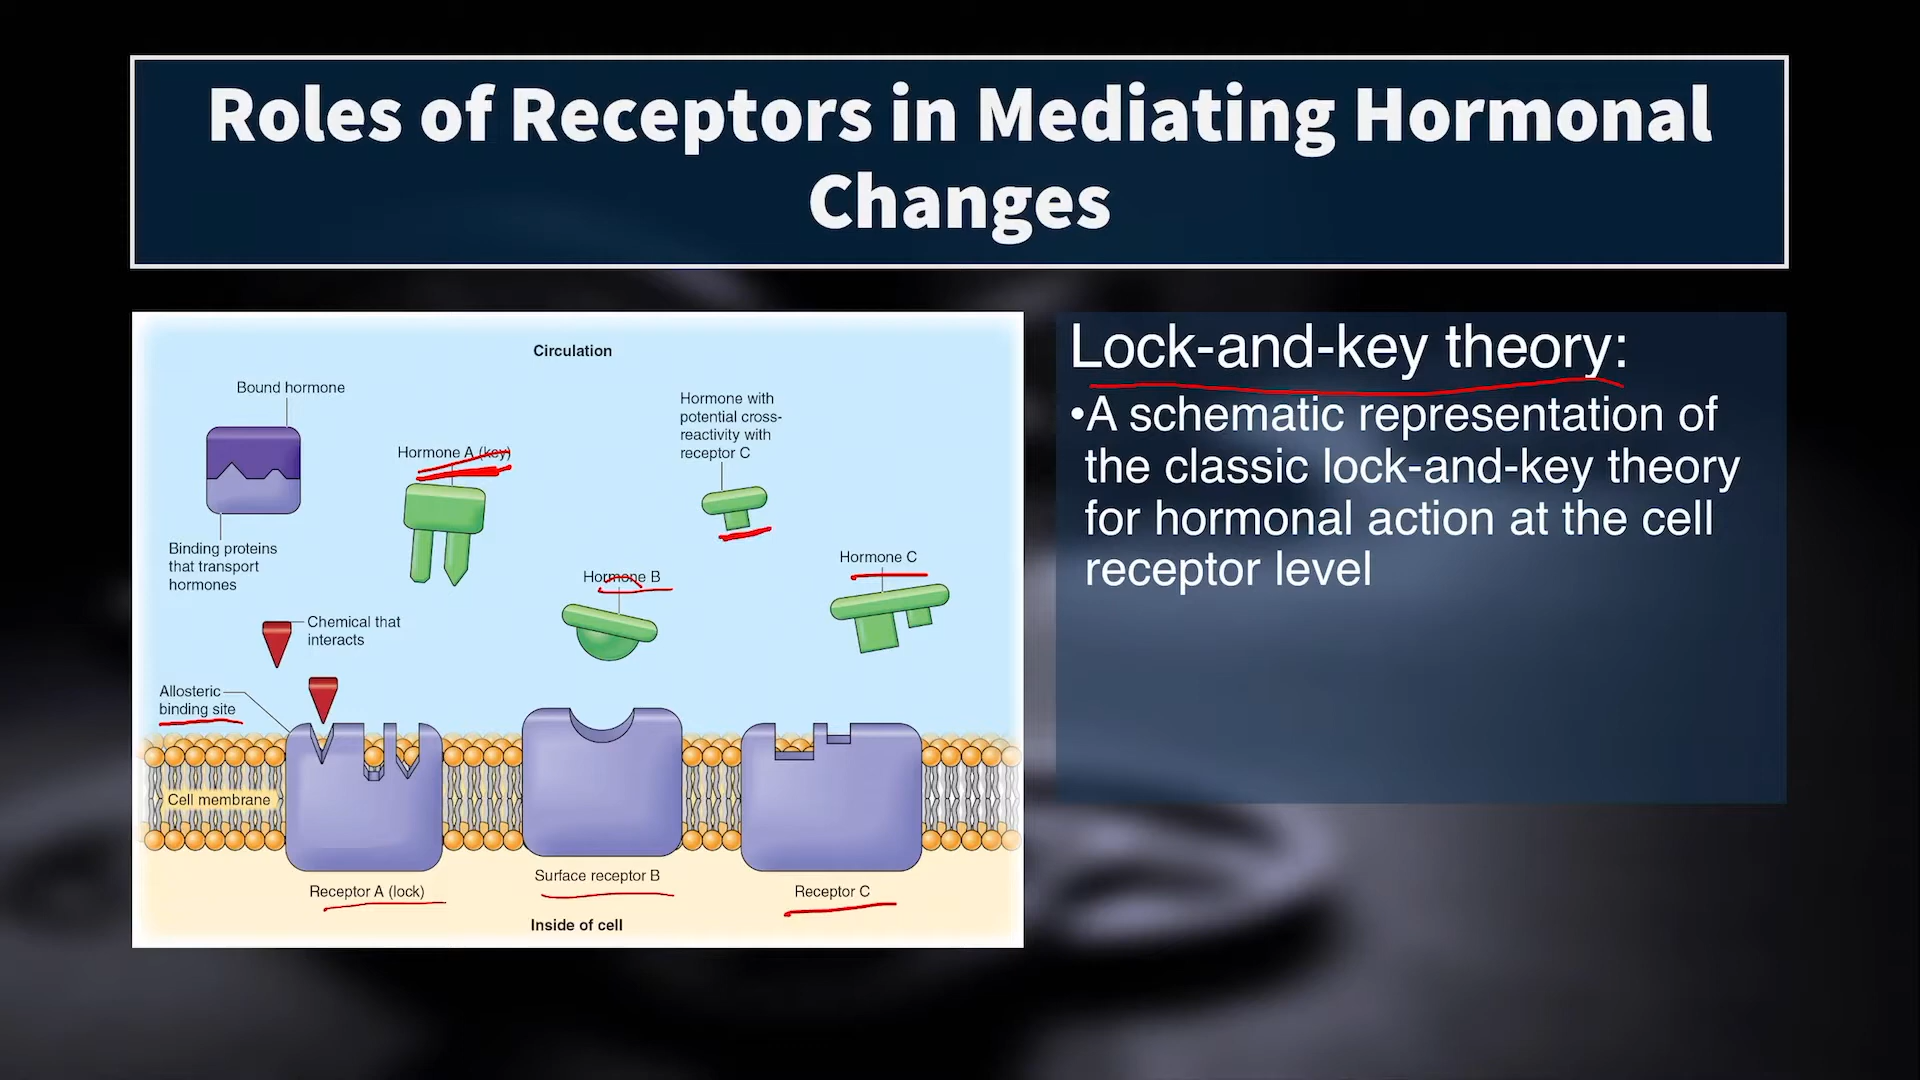 Roles of Receptors in Mediating Hormonal
Changes
Circulation
Bound hormone
Binding proteins
that transport
hormones
Hormone A (key)
Hormone with
potential cross-
reactivity with
receptor C
Hormone B
Hormone C
Chemical that
interacts
Allosteric
binding site
Cell membrane
Receptor A (lock)
Surface receptor B
Receptor C
Inside of cell
Lock-and-key theory:
•A schematic representation of
the classic lock-and-key theory
for hormonal action at the cell
receptor level